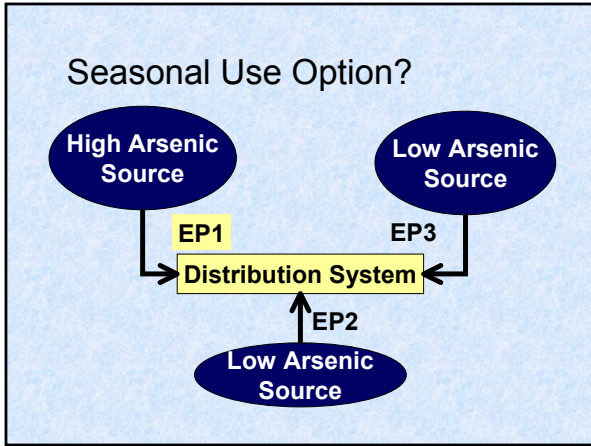 Seasonal Use Option?
High Arsenic
Source
Low Arsenic
Source
EP1
EP3
Distribution System
EP2
Low Arsenic
Source